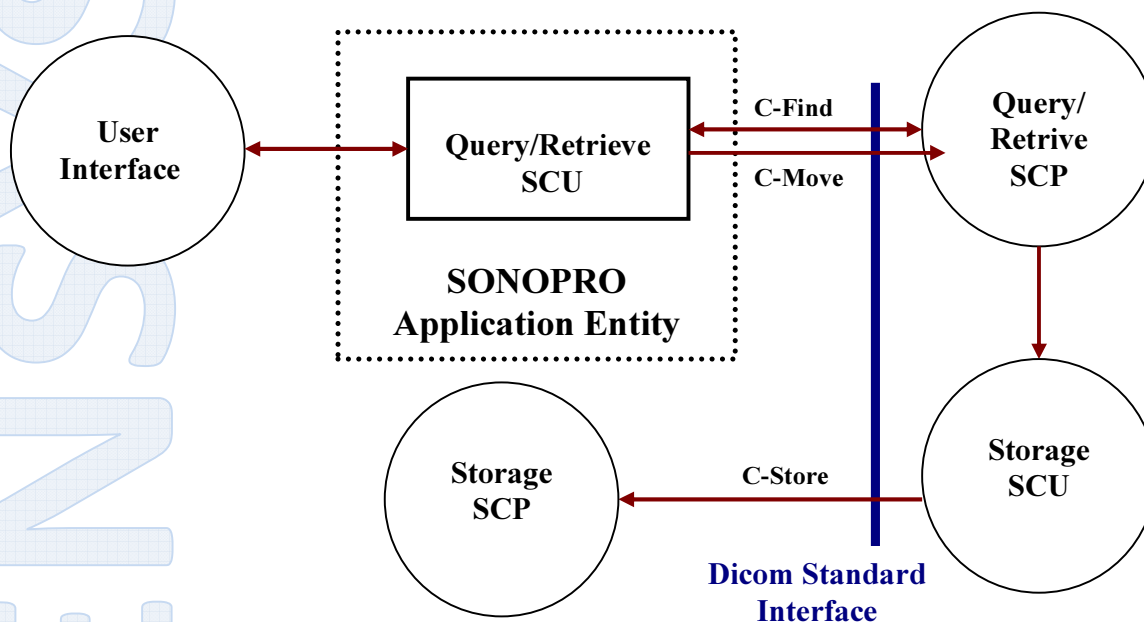 User
Interface
Query/Retrieve
SCU
SONOPRO
Application Entity
C-Find
C-Move
Query/
Retrive
SCP
Storage
SCP
C-Store
Storage
SCU
Dicom Standard
Interface